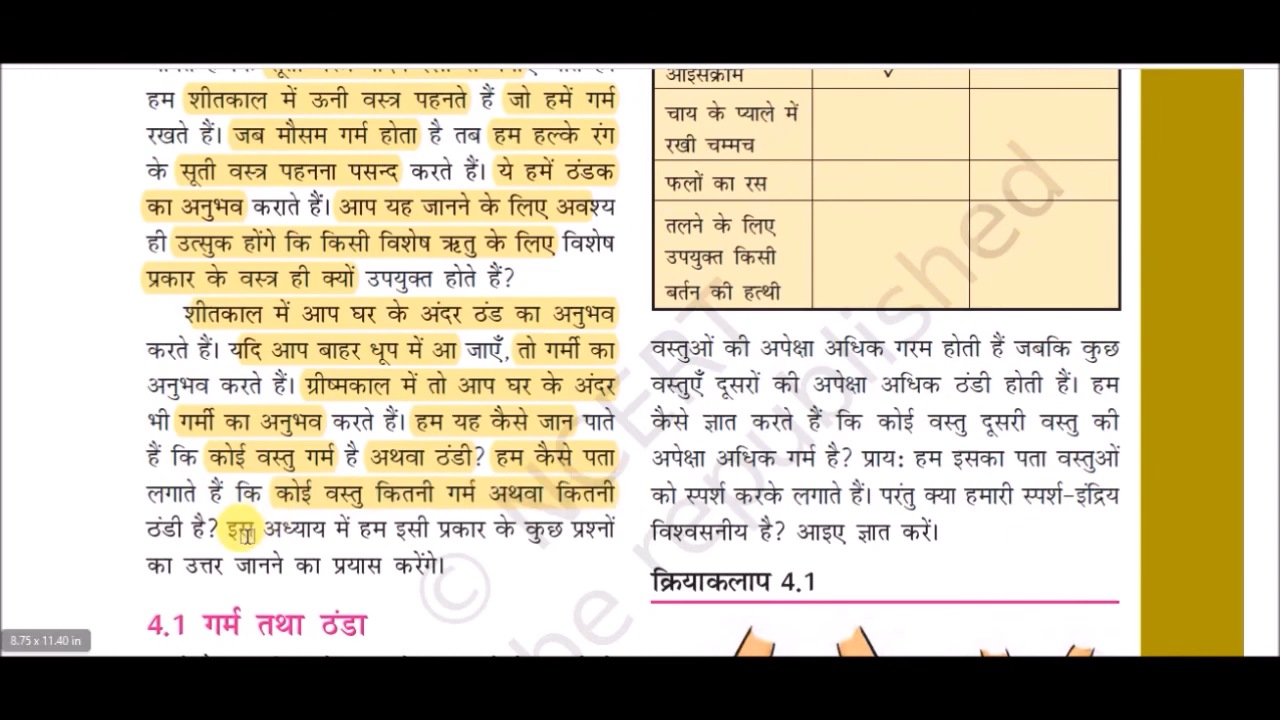 हम शीतकाल में ऊनी वस्त्र पहनते हैं जो हमें गर्म
रखते हैं। जब मौसम गर्म होता है तब हम हल्के रंग
के सूती वस्त्र पहनना पसन्द करते हैं। ये हमें ठंडक
का अनुभव कराते हैं। आप यह जानने के लिए अवश्य
ही उत्सुक होंगे कि किसी विशेष ऋतु के लिए विशेष
प्रकार के वस्त्र ही क्यों उपयुक्त होते हैं?
शीतकाल में आप घर के अंदर ठंड का अनुभव
करते हैं। यदि आप बाहर धूप में आ जाएँ, तो गर्मी का
अनुभव करते हैं। ग्रीष्मकाल में तो आप घर के अंदर
भी गर्मी का अनुभव करते हैं। हम यह कैसे जान पाते
हैं कि कोई वस्तु गर्म है अथवा ठंडी? हम कैसे पता
लगाते हैं कि कोई वस्तु कितनी गर्म अथवा कितनी
ठंडी है? इस अध्याय में हम इसी प्रकार के कुछ प्रश्नों
का उत्तर जानने का प्रयास करेंगे।
4.1 गर्म तथा ठंडा
आइसक्रीम ✓
चाय के प्याले में
रखी चम्मच
फलों का रस
तलने के लिए
उपयुक्त किसी
बर्तन की हत्थी
वस्तुओं की अपेक्षा अधिक गरम होती हैं जबकि कुछ
वस्तुएँ दूसरों की अपेक्षा अधिक ठंडी होती हैं। हम
कैसे ज्ञात करते हैं कि कोई वस्तु दूसरी वस्तु की
अपेक्षा अधिक गर्म है? प्राय: हम इसका पता वस्तुओं
को स्पर्श करके लगाते हैं। परंतु क्या हमारी स्पर्श-इंद्रिय
विश्वसनीय है? आइए ज्ञात करें।
क्रियाकलाप 4.1
© NCERT
be republished
8.75 x 11.40 in